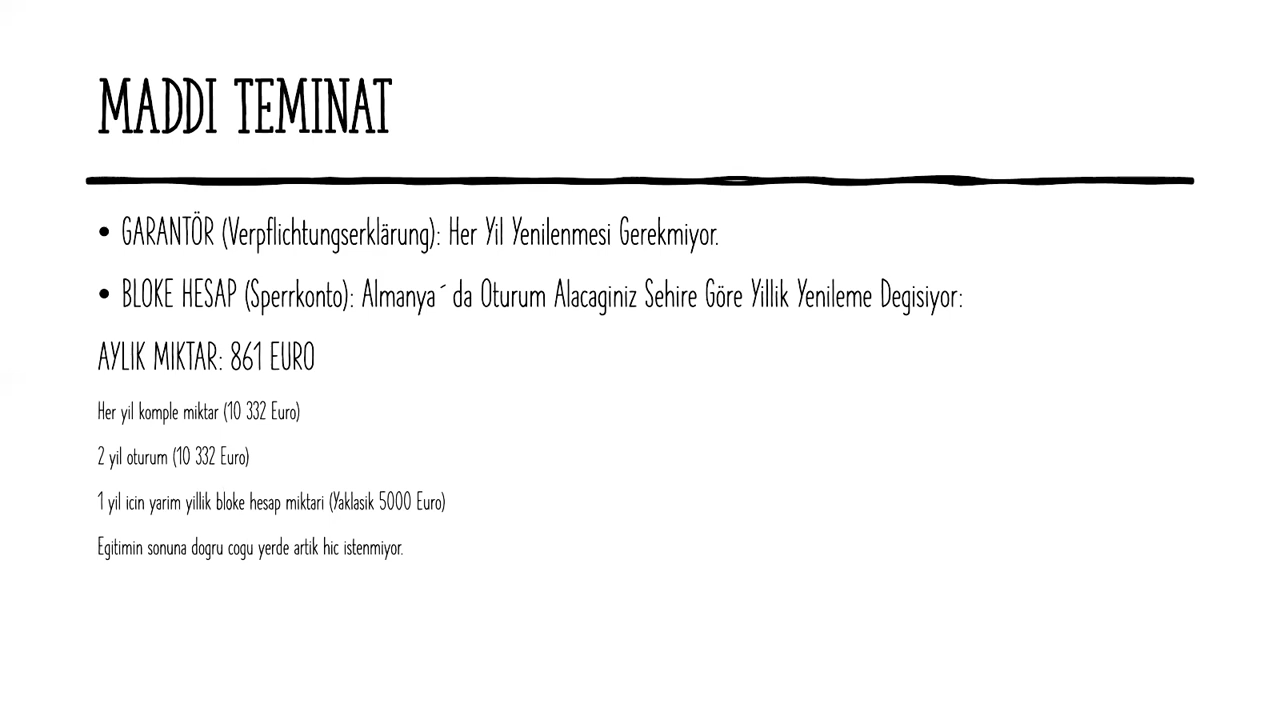 MADDI TEMINAT
• GARANTÖR (Verpflichtungserklärung): Her Yil Yenilenmesi Gerekmiyor.
• BLOKE HESAP (Sperrkonto): Almanya´da Oturum Alacaginiz Sehire Göre Yillik Yenileme Degisiyor:
AYLIK MIKTAR: 861 EURO
Her yil komple miktar (10 332 Euro)
2 yil oturum (10 332 Euro)
1 yil icin yarim yillik bloke hesap miktari (Yaklasik 5000 Euro)
Egitimin sonuna dogru cogu yerde artik hic istenmiyor.